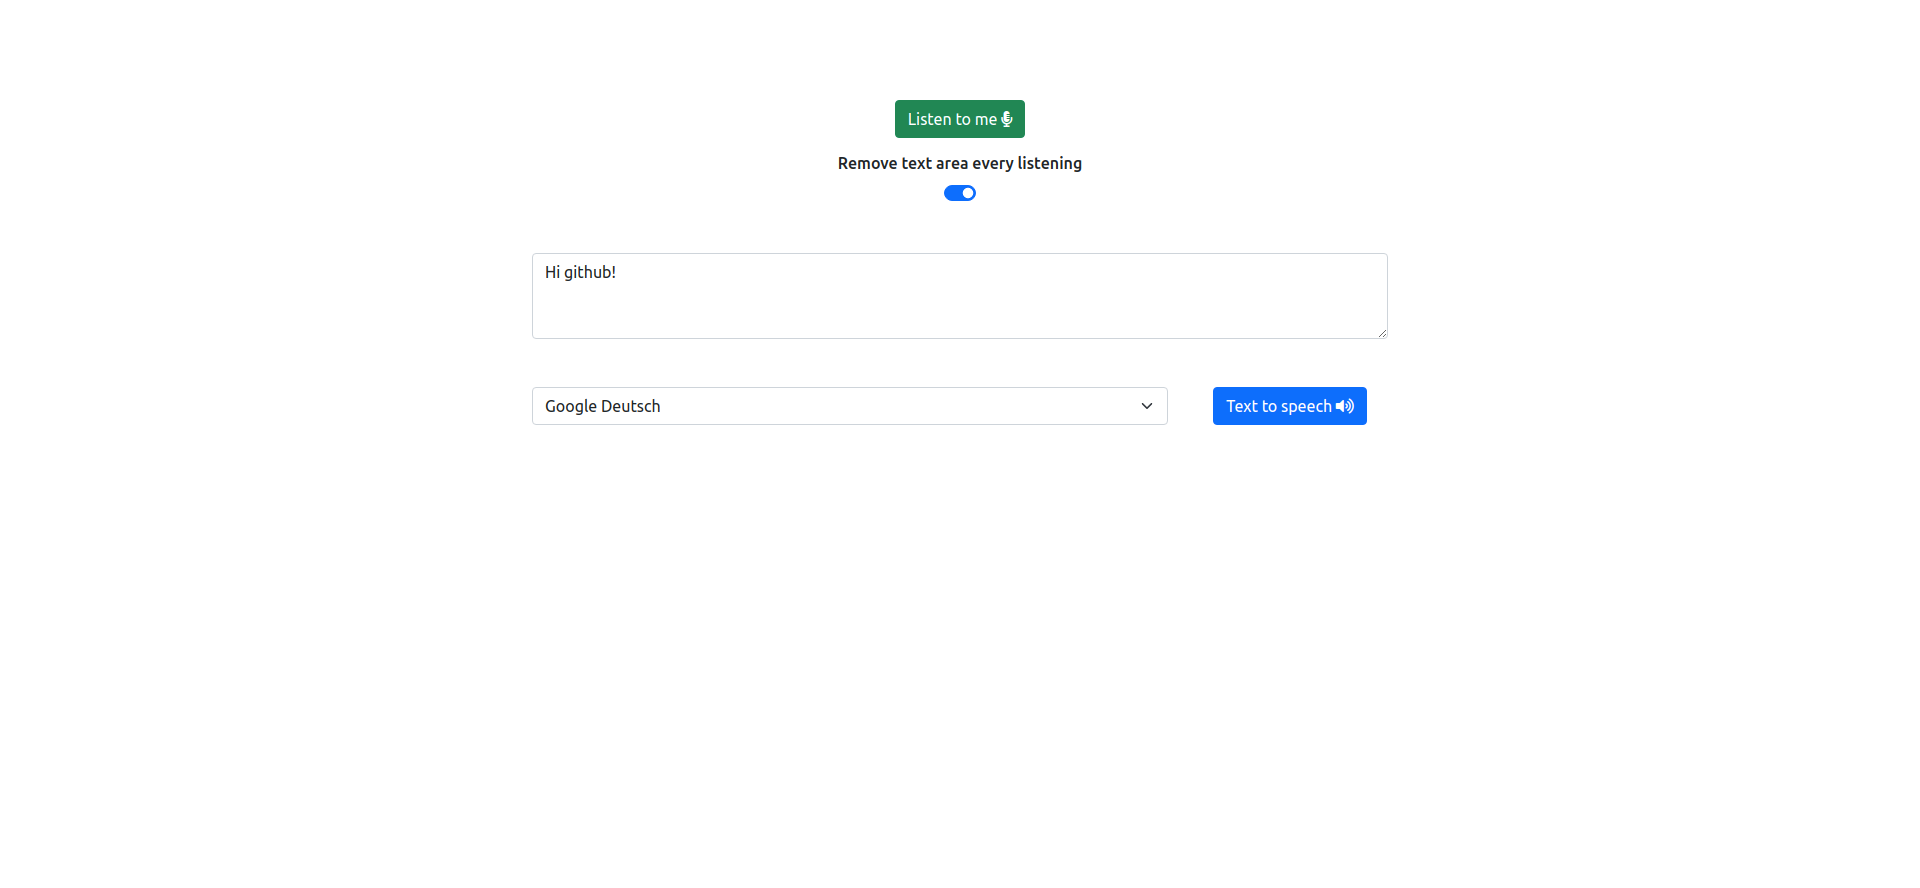 Listen to me
Remove text area every listening
Hi github!
Google Deutsch
Text to speech